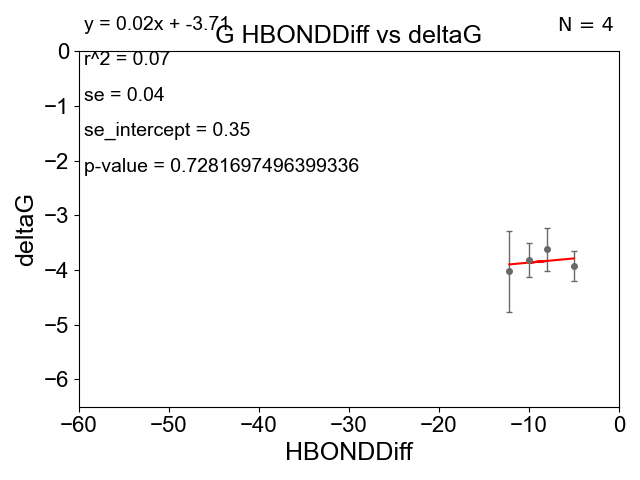 y = 0.02x + -3.71
N = 4
G HBONDDiff vs deltaG
r^2 = 0.07
se = 0.04
se_intercept = 0.35
p-value = 0.7281697496399336
deltaG
0
−1
−2
−3
−4
−5
−6
−60 −50 −40 −30 −20 −10 0
HBONDDiff